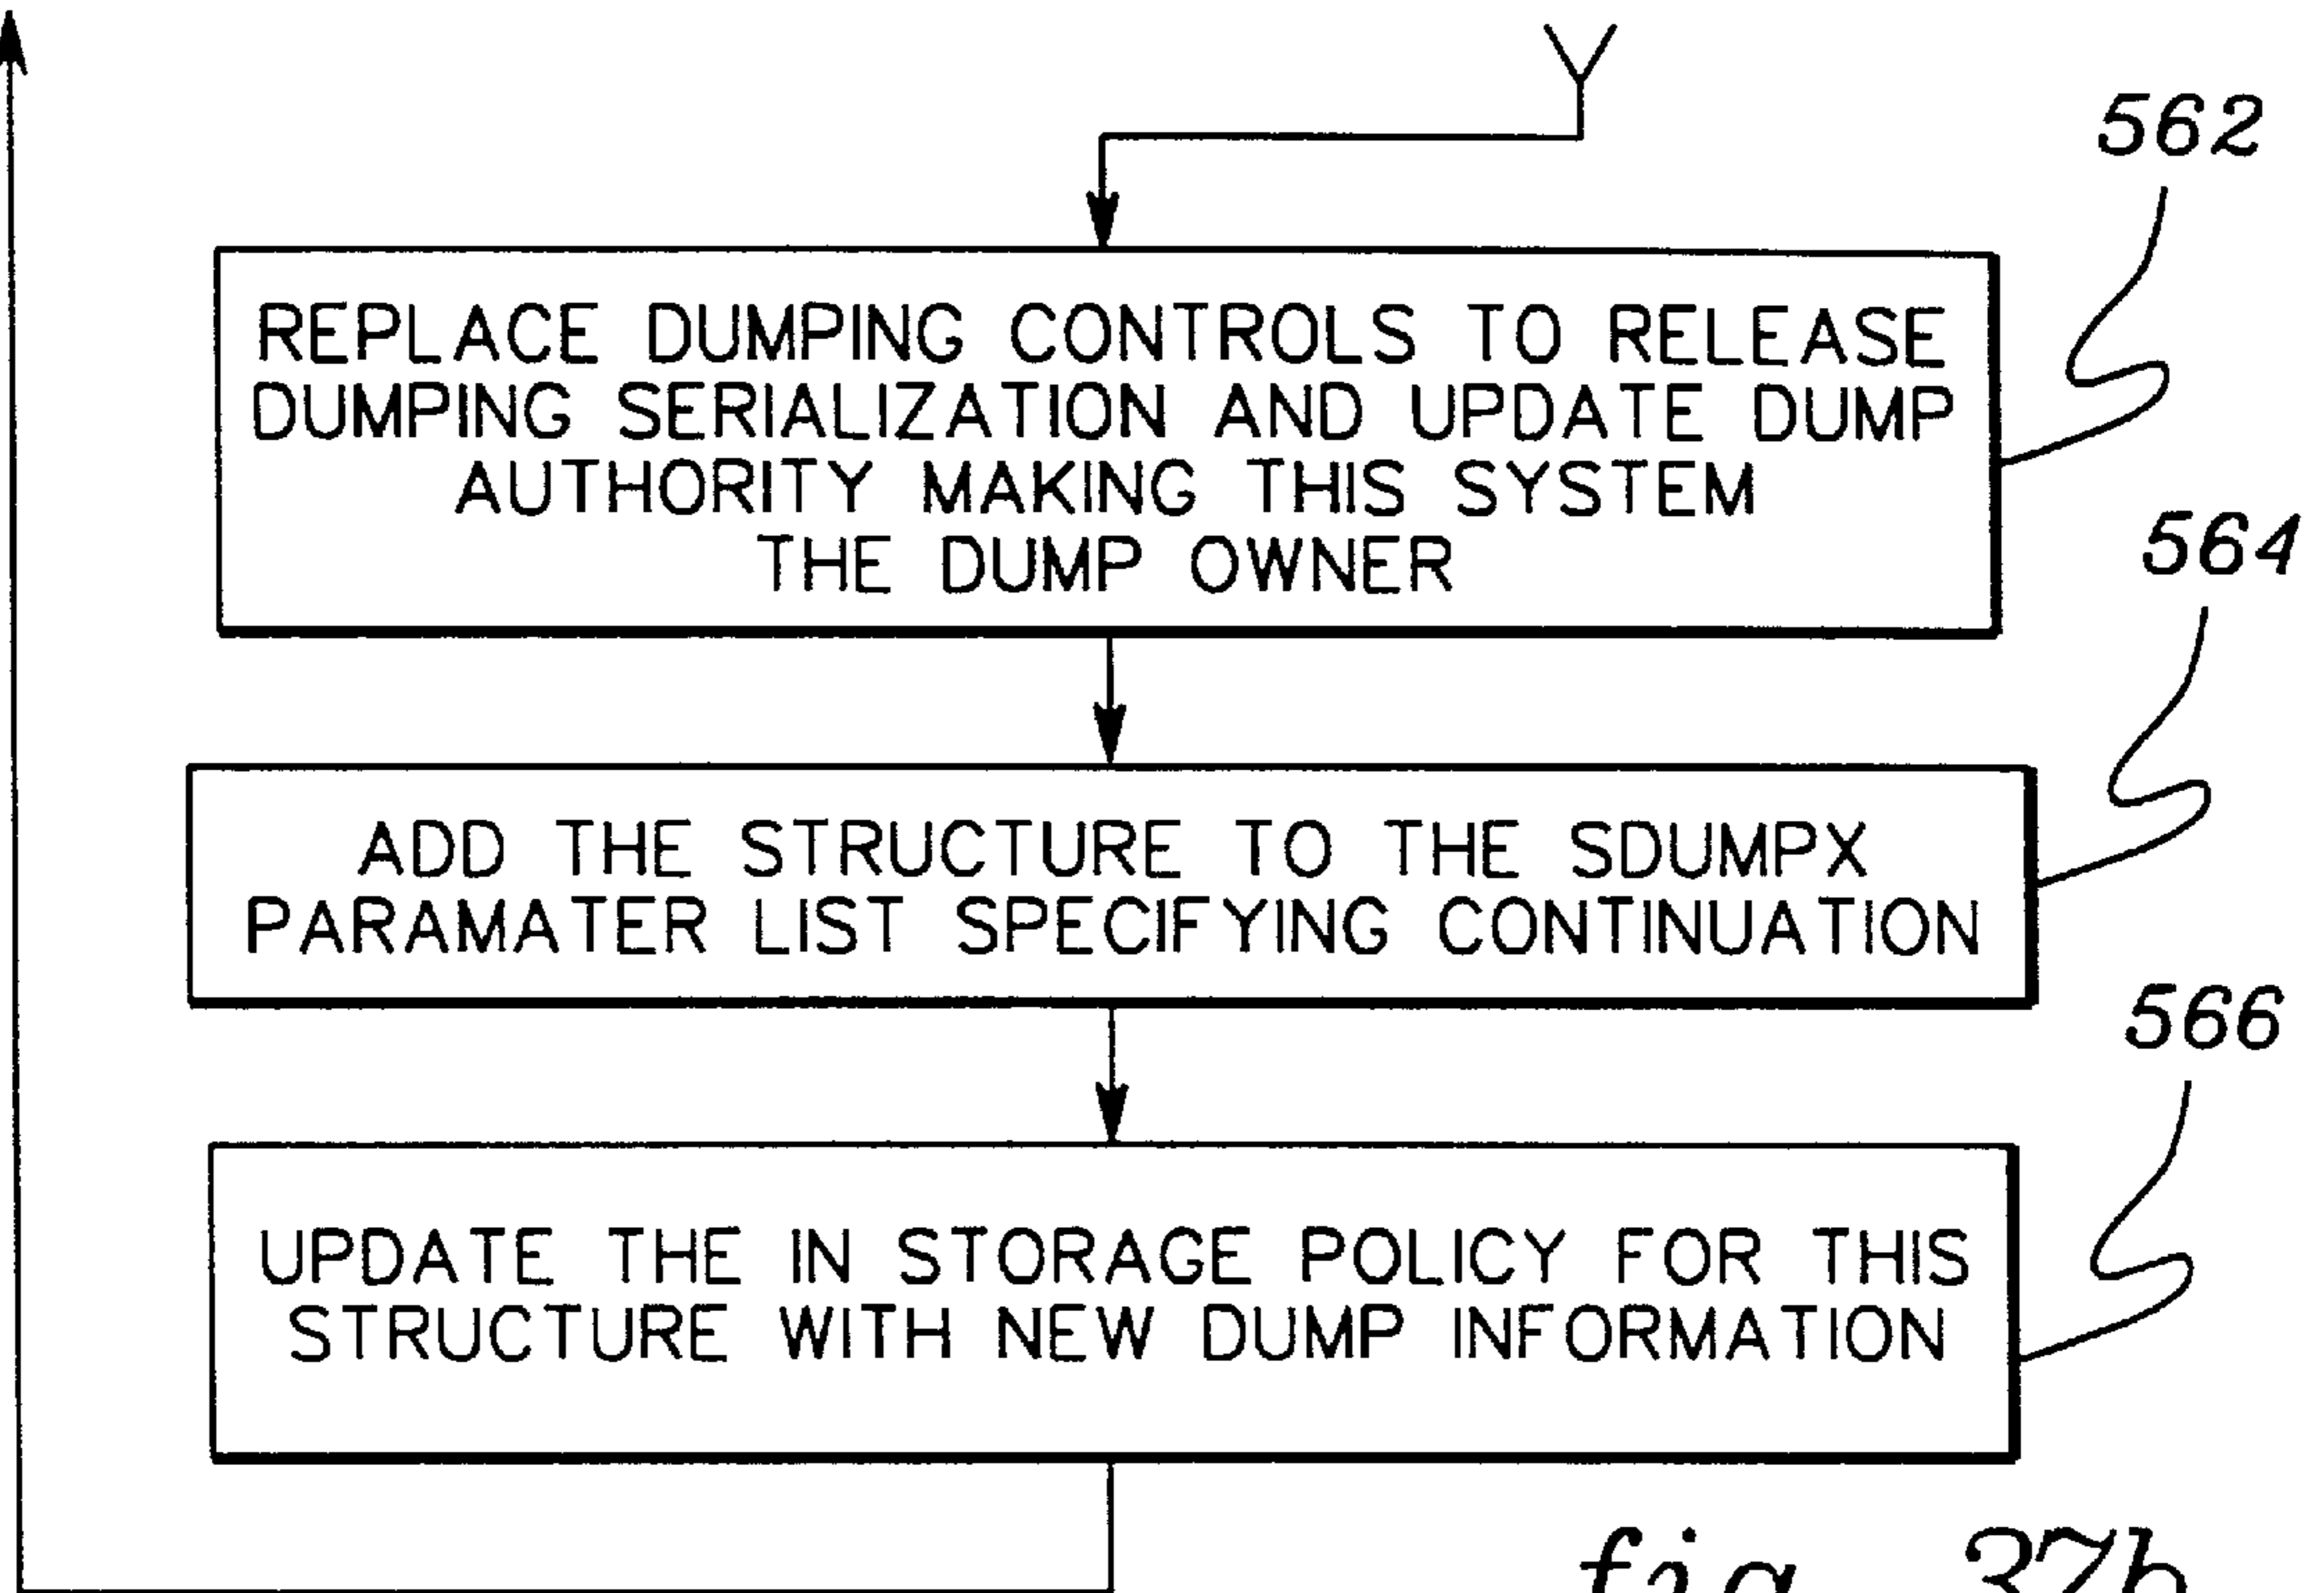 Y
562
REPLACE DUMPING CONTROLS TO RELEASE
DUMPING SERIALIZATION AND UPDATE DUMP
AUTHORITY MAKING THIS SYSTEM
THE DUMP OWNER
564
ADD THE STRUCTURE TO THE SDUMPX
PARAMATER LIST SPECIFYING CONTINUATION
566
UPDATE THE IN STORAGE POLICY FOR THIS
STRUCTURE WITH NEW DUMP INFORMATION
fig. 37b